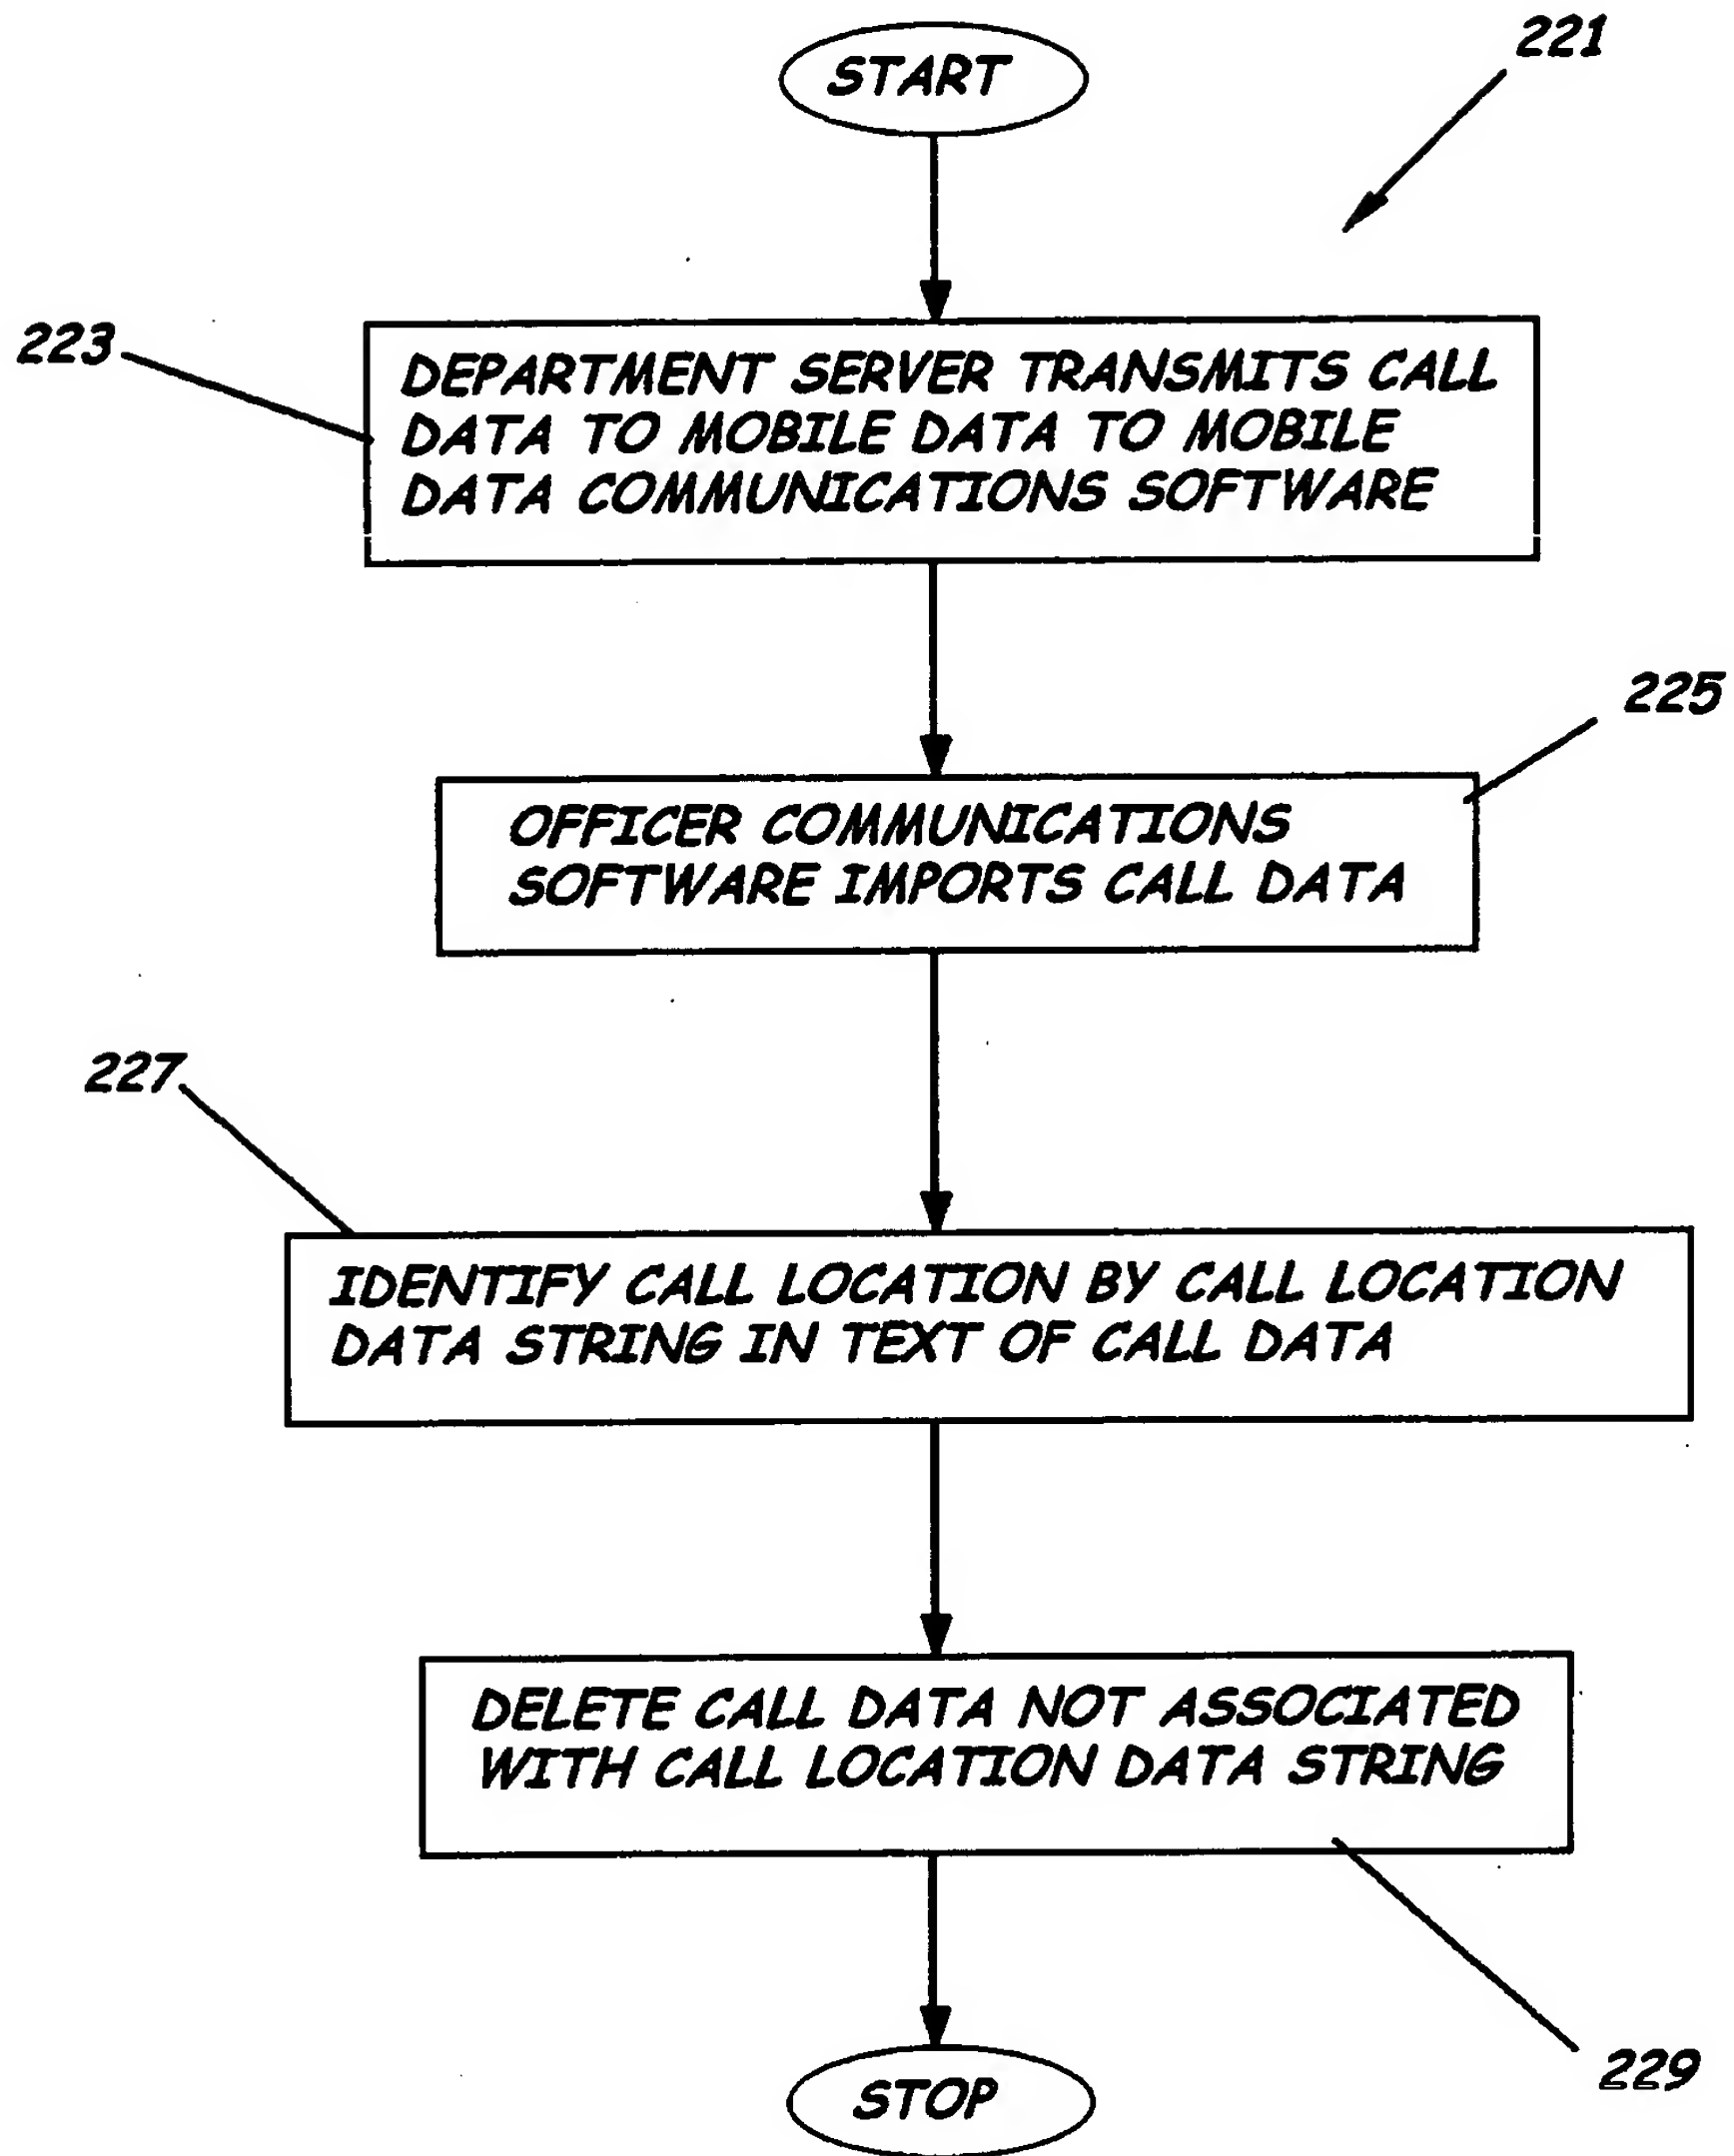 START
221
223
DEPARTMENT SERVER TRANSMITS CALL
DATA TO MOBILE DATA TO MOBILE
DATA COMMUNICATIONS SOFTWARE
225
OFFICER COMMUNICATIONS
SOFTWARE IMPORTS CALL DATA
227
IDENTIFY CALL LOCATION BY CALL LOCATION
DATA STRING IN TEXT OF CALL DATA
DELETE CALL DATA NOT ASSOCIATED
WITH CALL LOCATION DATA STRING
229
STOP